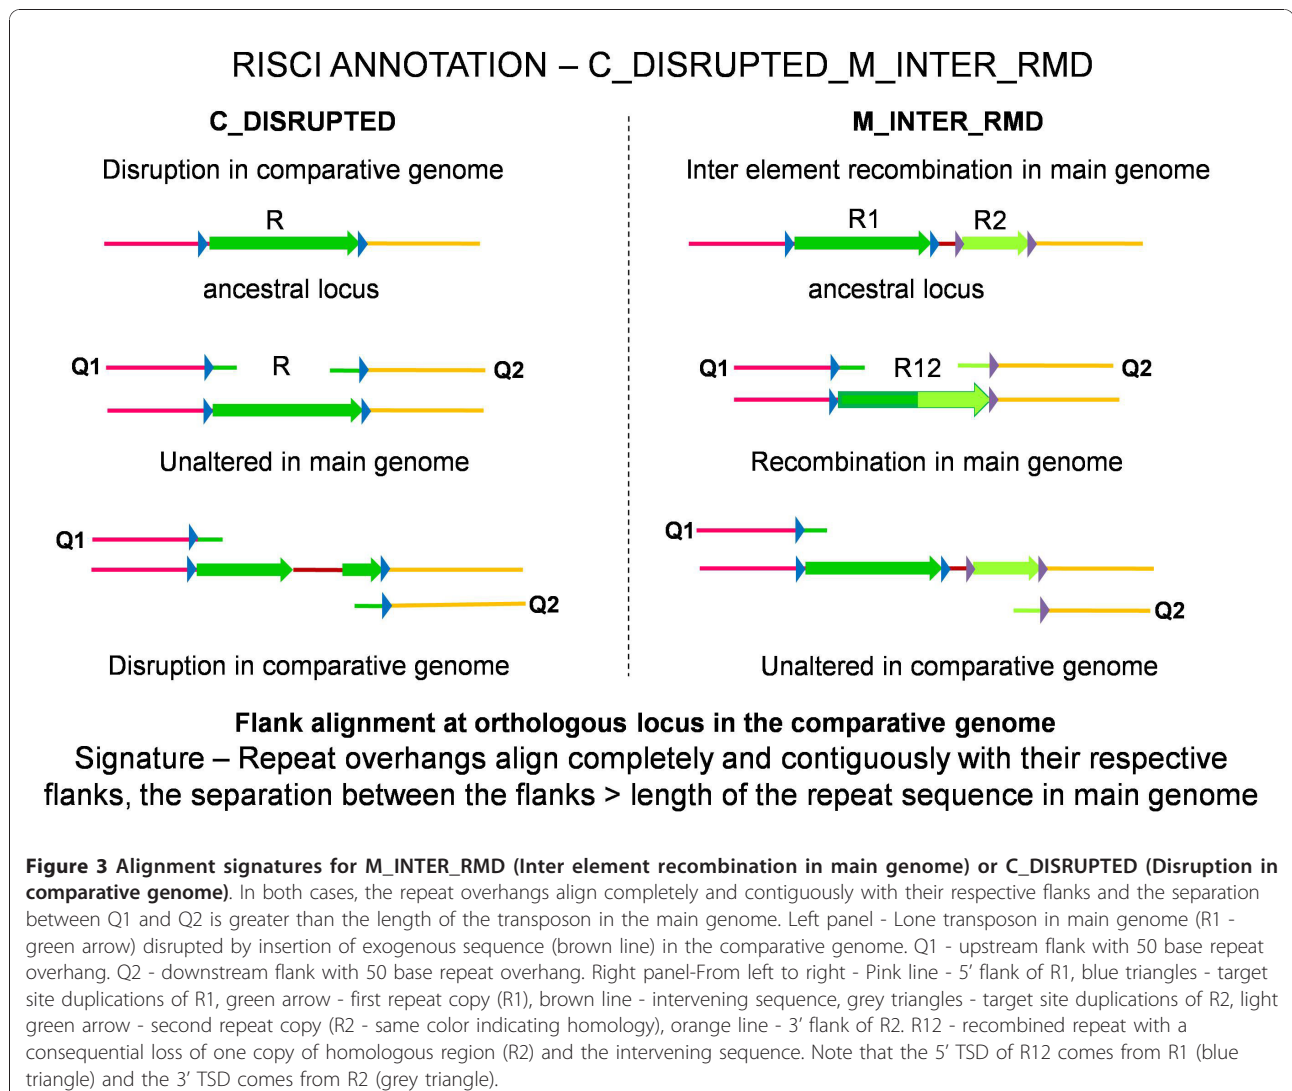 RISCI ANNOTATION – C_DISRUPTED_M_INTER_RMD
C_DISRUPTED
Disruption in comparative genome
R
ancestral locus
Q1
R
Q2
Unaltered in main genome
Q1
Q2
Disruption in comparative genome
M_INTER_RMD
Inter element recombination in main genome
R1
R2
ancestral locus
Q1
R12
Q2
Recombination in main genome
Q1
Q2
Unaltered in comparative genome
Flank alignment at orthologous locus in the comparative genome
Signature – Repeat overhangs align completely and contiguously with their respective
flanks, the separation between the flanks > length of the repeat sequence in main genome
Figure 3 Alignment signatures for M_INTER_RMD (Inter element recombination in main genome) or C_DISRUPTED (Disruption in
comparative genome). In both cases, the repeat overhangs align completely and contiguously with their respective flanks and the separation
between Q1 and Q2 is greater than the length of the transposon in the main genome. Left panel - Lone transposon in main genome (R1 -
green arrow) disrupted by insertion of exogenous sequence (brown line) in the comparative genome. Q1 - upstream flank with 50 base repeat
overhang. Q2 - downstream flank with 50 base repeat overhang. Right panel-From left to right - Pink line - 5’ flank of R1, blue triangles - target
site duplications of R1, green arrow - first repeat copy (R1), brown line - intervening sequence, grey triangles - target site duplications of R2, light
green arrow - second repeat copy (R2 - same color indicating homology), orange line - 3’ flank of R2. R12 - recombined repeat with a
consequential loss of one copy of homologous region (R2) and the intervening sequence. Note that the 5’ TSD of R12 comes from R1 (blue
triangle) and the 3’ TSD comes from R2 (grey triangle).